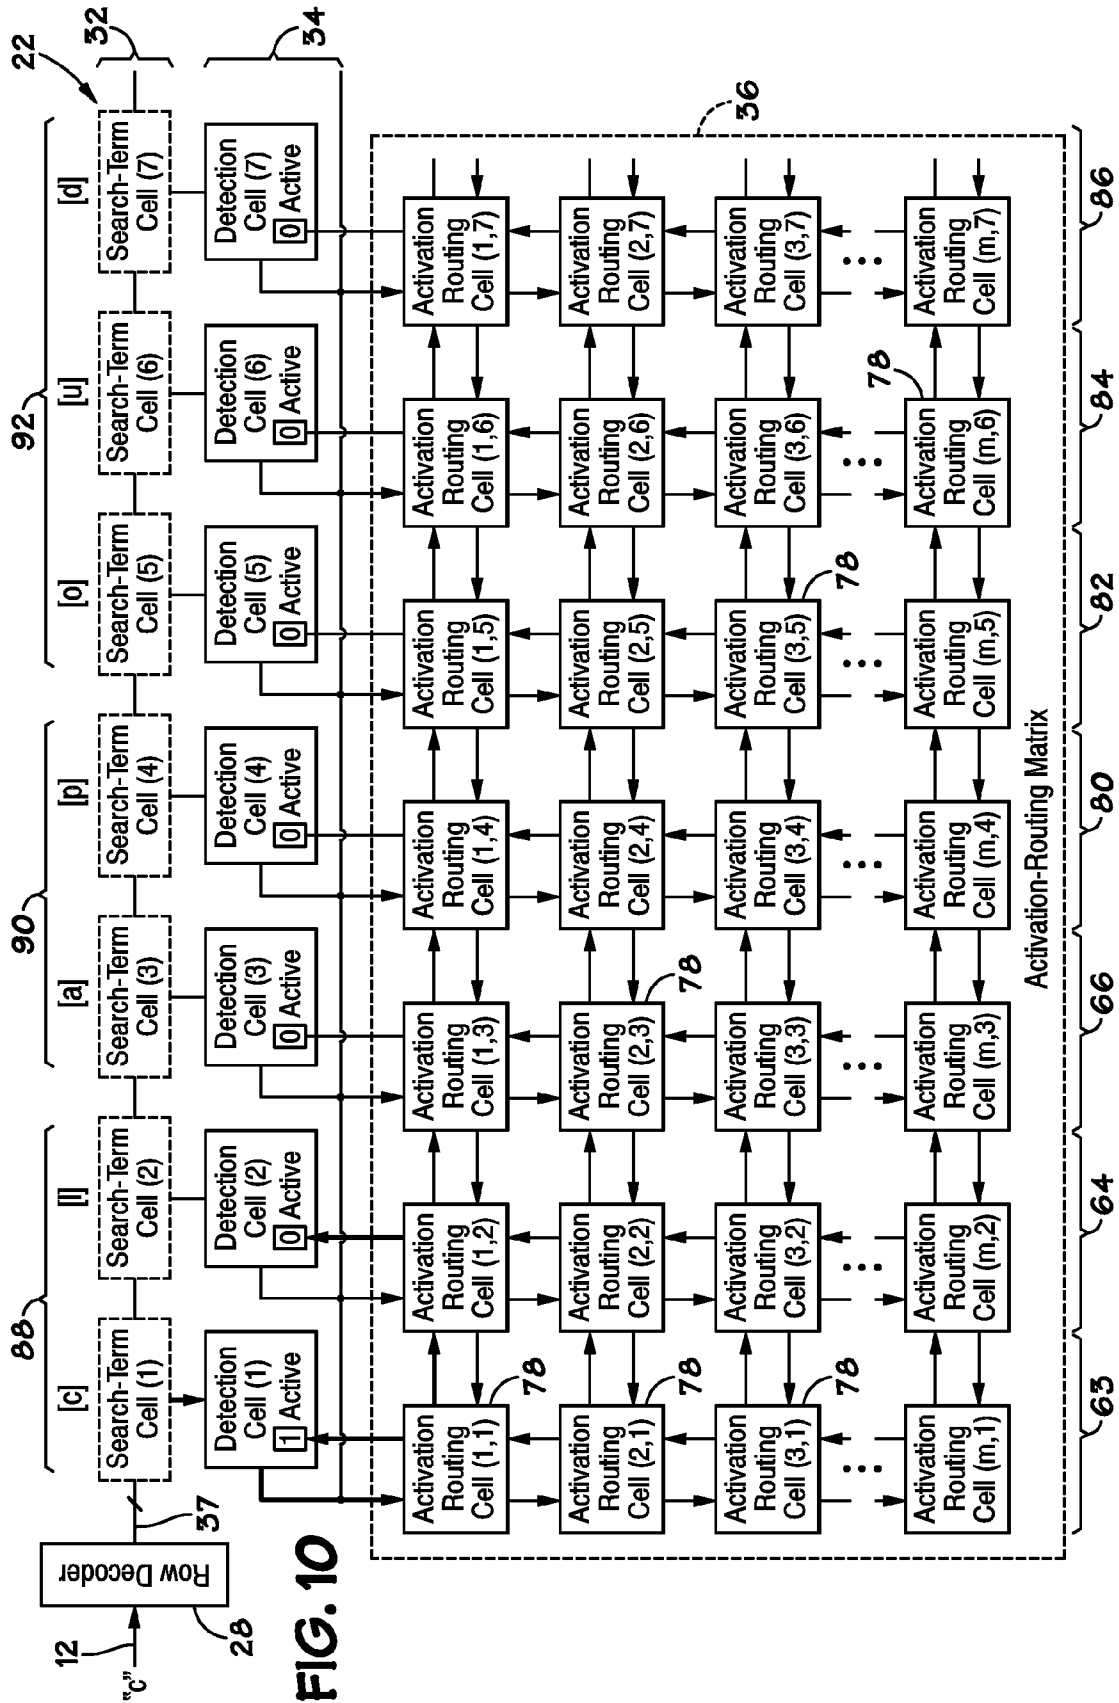 22
32
34
92
90
88
[c]
[l]
[a]
[p]
[o]
[u]
[d]
Search-Term
Cell (1)
Search-Term
Cell (2)
Search-Term
Cell (3)
Search-Term
Cell (4)
Search-Term
Cell (5)
Search-Term
Cell (6)
Search-Term
Cell (7)
"c"
12
Row Decoder
28
37
Detection
Cell (1)
1 Active
Detection
Cell (2)
0 Active
Detection
Cell (3)
0 Active
Detection
Cell (4)
0 Active
Detection
Cell (5)
0 Active
Detection
Cell (6)
0 Active
Detection
Cell (7)
0 Active
FIG. 10
36
Activation
Routing
Cell (1,1)
78
Activation
Routing
Cell (1,2)
Activation
Routing
Cell (1,3)
Activation
Routing
Cell (1,4)
Activation
Routing
Cell (1,5)
Activation
Routing
Cell (1,6)
Activation
Routing
Cell (1,7)
Activation
Routing
Cell (2,1)
78
Activation
Routing
Cell (2,2)
Activation
Routing
Cell (2,3)
78
Activation
Routing
Cell (2,4)
Activation
Routing
Cell (2,5)
Activation
Routing
Cell (2,6)
Activation
Routing
Cell (2,7)
Activation
Routing
Cell (3,1)
78
Activation
Routing
Cell (3,2)
Activation
Routing
Cell (3,3)
Activation
Routing
Cell (3,4)
Activation
Routing
Cell (3,5)
78
Activation
Routing
Cell (3,6)
Activation
Routing
Cell (3,7)
Activation
Routing
Cell (m,1)
Activation
Routing
Cell (m,2)
Activation
Routing
Cell (m,3)
Activation
Routing
Cell (m,4)
Activation
Routing
Cell (m,5)
Activation
Routing
Cell (m,6)
78
Activation
Routing
Cell (m,7)
Activation-Routing Matrix
63
64
66
80
82
84
86